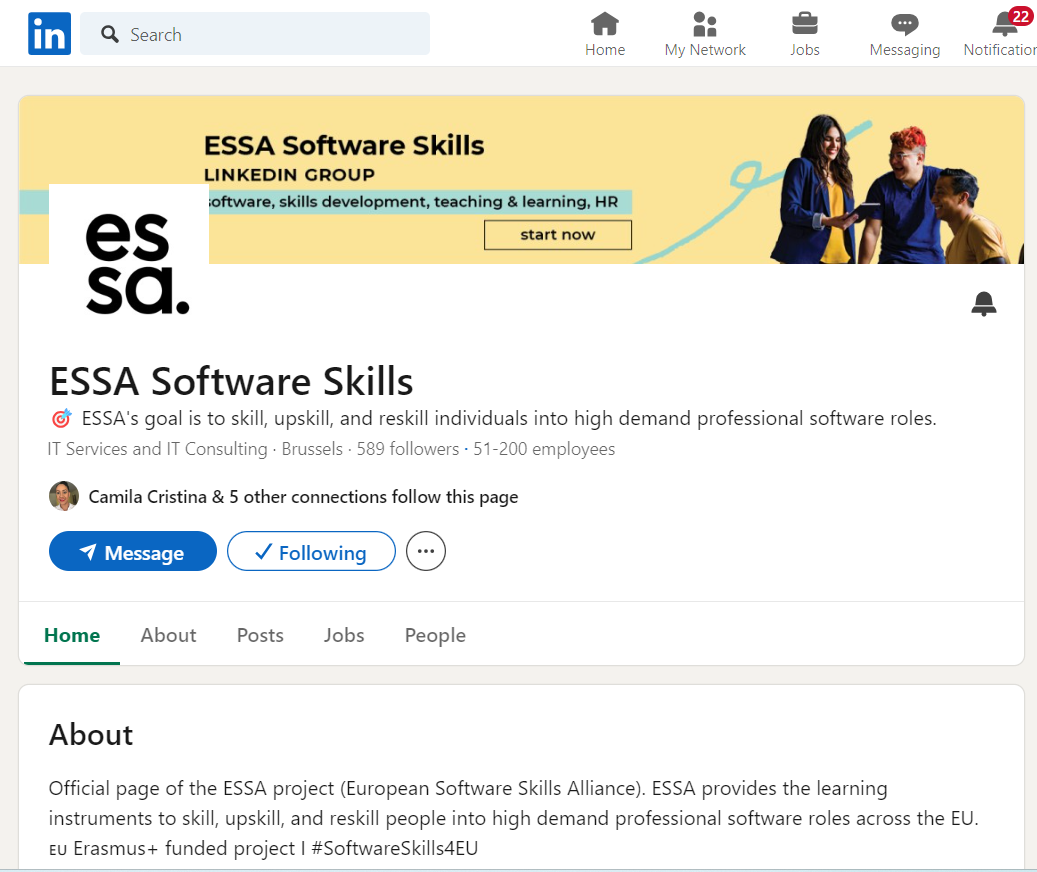 in
Search
Home
My Network
Jobs
Messaging
22
Notification
ESSA Software Skills
LINKEDIN GROUP
software, skills development, teaching & learning, HR
start now
es
sa.
ESSA Software Skills
🎯 ESSA's goal is to skill, upskill, and reskill individuals into high demand professional software roles.
IT Services and IT Consulting · Brussels · 589 followers · 51-200 employees
Camila Cristina & 5 other connections follow this page
Message
✓ Following
···
Home
About
Posts
Jobs
People
About
Official page of the ESSA project (European Software Skills Alliance). ESSA provides the learning
instruments to skill, upskill, and reskill people into high demand professional software roles across the EU.
🇪🇺 Erasmus+ funded project I #SoftwareSkills4EU